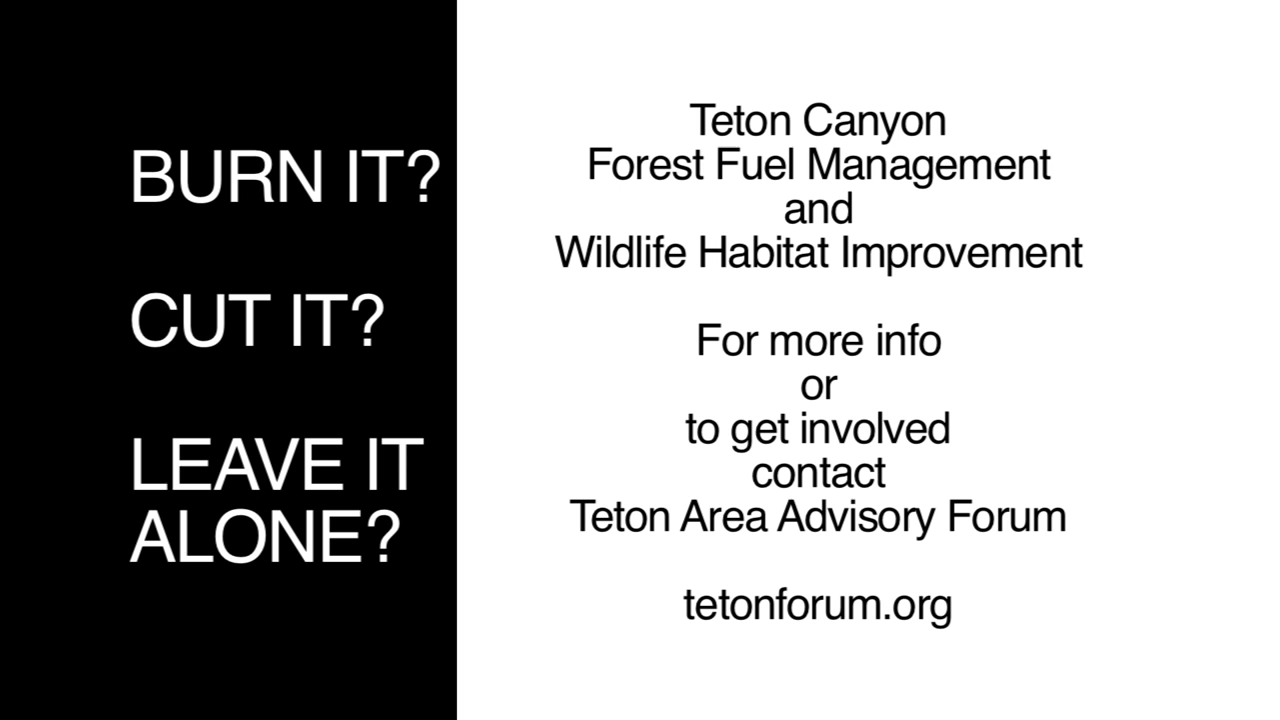 BURN IT?
CUT IT?
LEAVE IT
ALONE?
Teton Canyon
Forest Fuel Management
and
Wildlife Habitat Improvement
For more info
or
to get involved
contact
Teton Area Advisory Forum
tetonforum.org